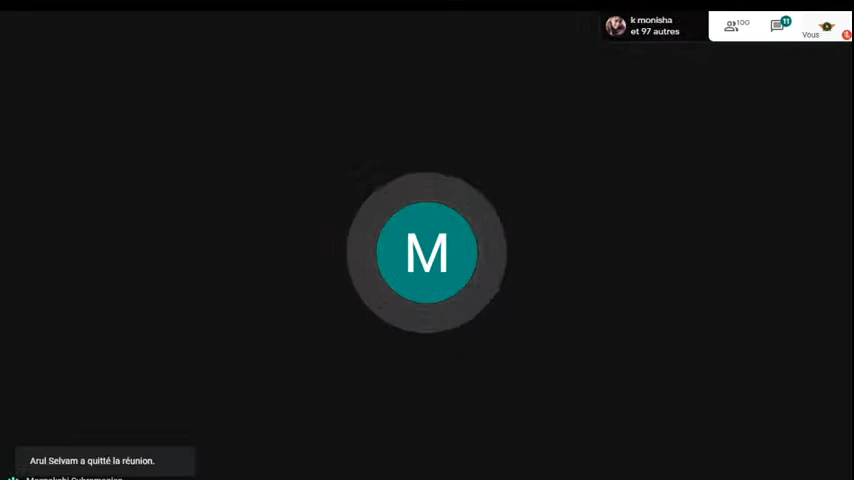 k monisha
et 97 autres
100
11
Vous
M
Arul Selvam a quitté la réunion.